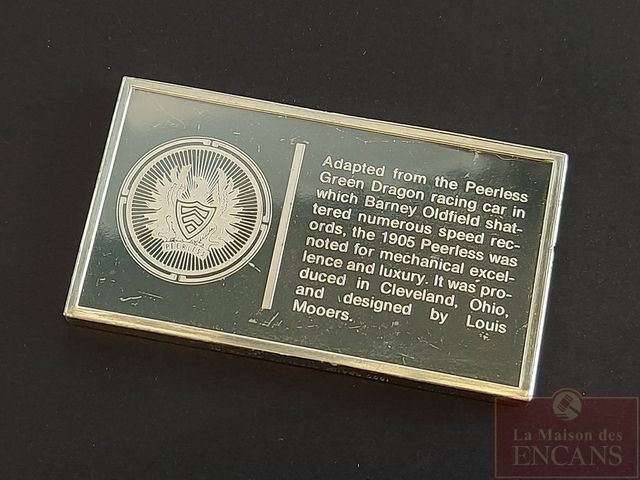 PEERLESS
Adapted from the Peerless
Green Dragon racing car in
which Barney Oldfield shat-
tered numerous speed rec-
ords, the 1905 Peerless was
noted for mechanical excel-
lence and luxury. It was pro-
duced in Cleveland, Ohio,
and designed by Louis
Mooers.
La Maison des
ENCANS